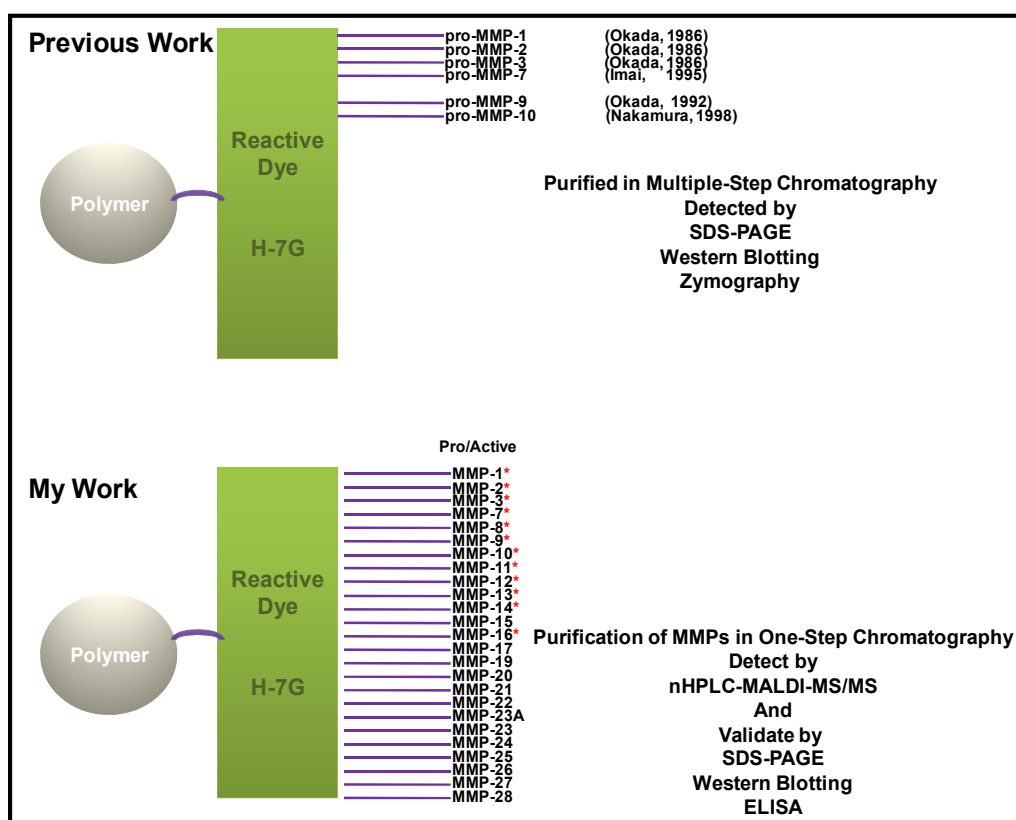 Previous Work
pro-MMP-1 (Okada, 1986)
pro-MMP-2 (Okada, 1986)
pro-MMP-3 (Okada, 1986)
pro-MMP-7 (Imai, 1995)
pro-MMP-9 (Okada, 1992)
pro-MMP-10 (Nakamura, 1998)
Reactive
Dye
H-7G
Polymer
Purified in Multiple-Step Chromatography
Detected by
SDS-PAGE
Western Blotting
Zymography
My Work
Pro/Active
MMP-1*
MMP-2*
MMP-3*
MMP-7*
MMP-8*
MMP-9*
MMP-10*
MMP-11*
MMP-12*
MMP-13*
MMP-14*
MMP-15
MMP-16*
MMP-17
MMP-19
MMP-20
MMP-21
MMP-22
MMP-23A
MMP-23
MMP-24
MMP-25
MMP-26
MMP-27
MMP-28
Reactive
Dye
H-7G
Polymer
Purification of MMPs in One-Step Chromatography
Detect by
nHPLC-MALDI-MS/MS
And
Validate by
SDS-PAGE
Western Blotting
ELISA